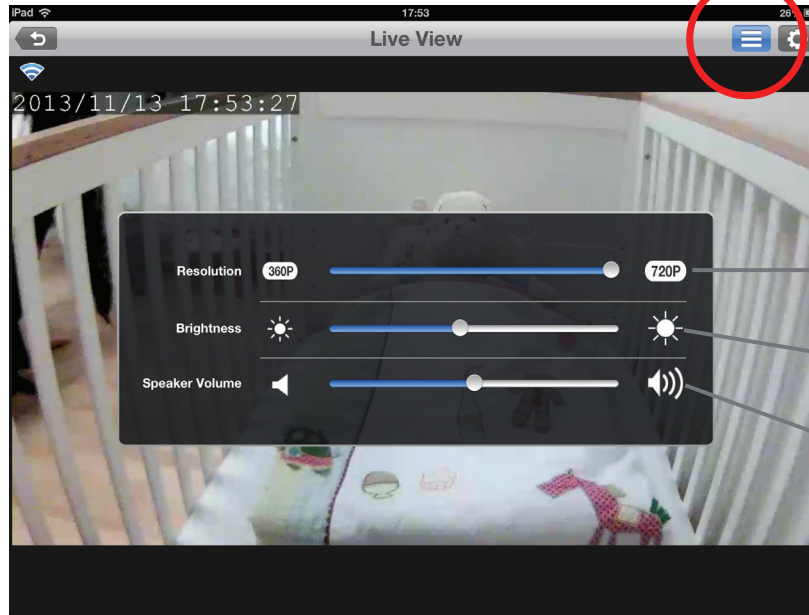 iPad 17:53 26%
Live View
2013/11/13 17:53:27
Resolution 360P 720P
Brightness
Speaker Volume